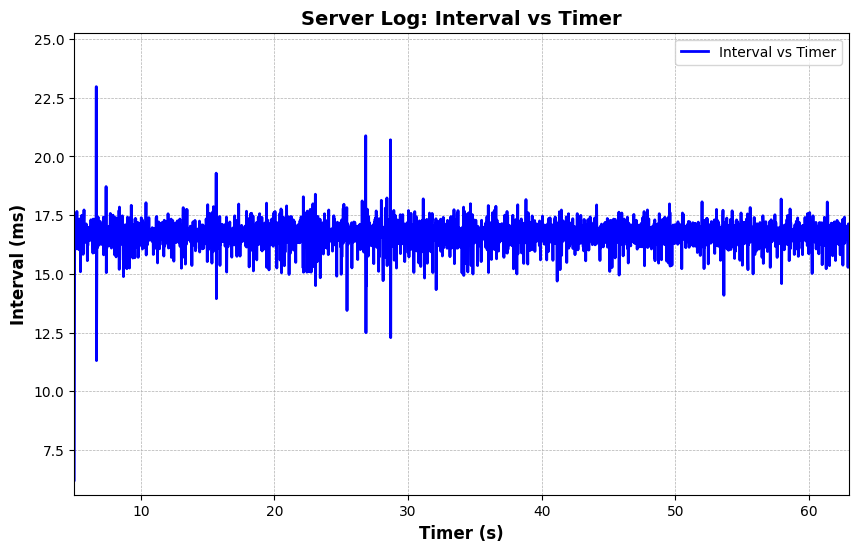 Server Log: Interval vs Timer
Interval vs Timer
25.0
22.5
20.0
17.5
15.0
12.5
10.0
7.5
Interval (ms)
10 20 30 40 50 60
Timer (s)